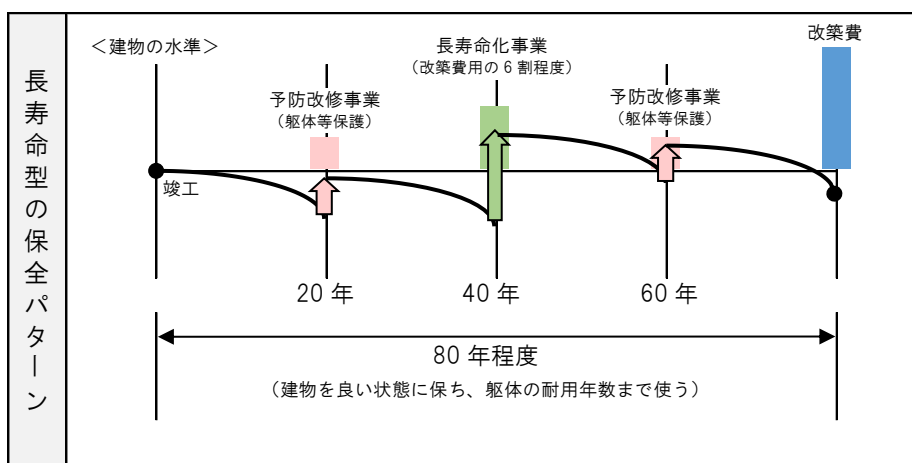 長寿命型の保全パターン
＜建物の水準＞
長寿命化事業
（改築費用の６割程度）
改築費
予防改修事業
（躯体等保護）
予防改修事業
（躯体等保護）
竣工
20 年
40 年
60 年
80 年程度
（建物を良い状態に保ち、躯体の耐用年数まで使う）